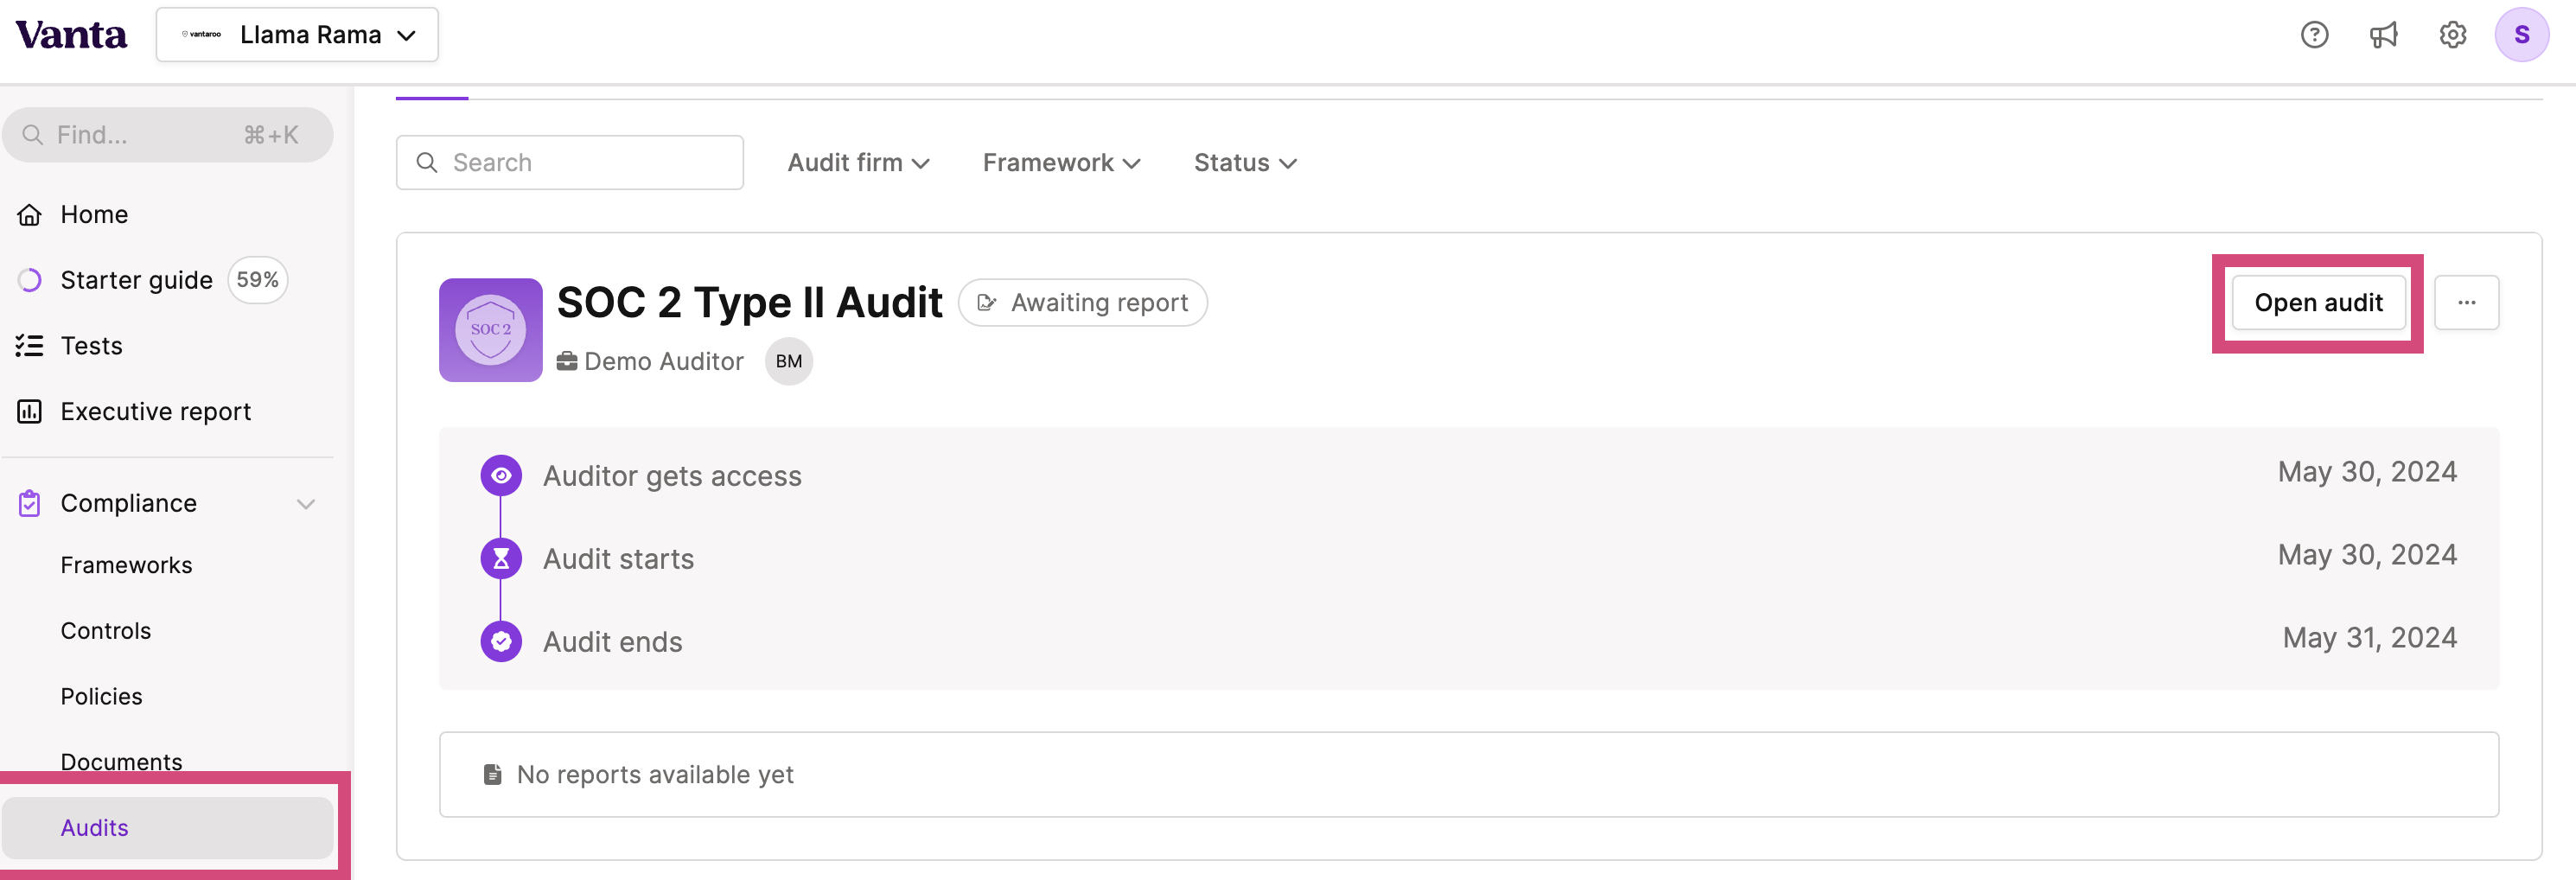 Vanta
vantaroo
Llama Rama
S
Find...
⌘+K
Home
Starter guide
59%
Tests
Executive report
Compliance
Frameworks
Controls
Policies
Documents
Audits
Search
Audit firm
Framework
Status
SOC 2
SOC 2 Type II Audit
Awaiting report
Demo Auditor
BM
Open audit
...
Auditor gets access
May 30, 2024
Audit starts
May 30, 2024
Audit ends
May 31, 2024
No reports available yet